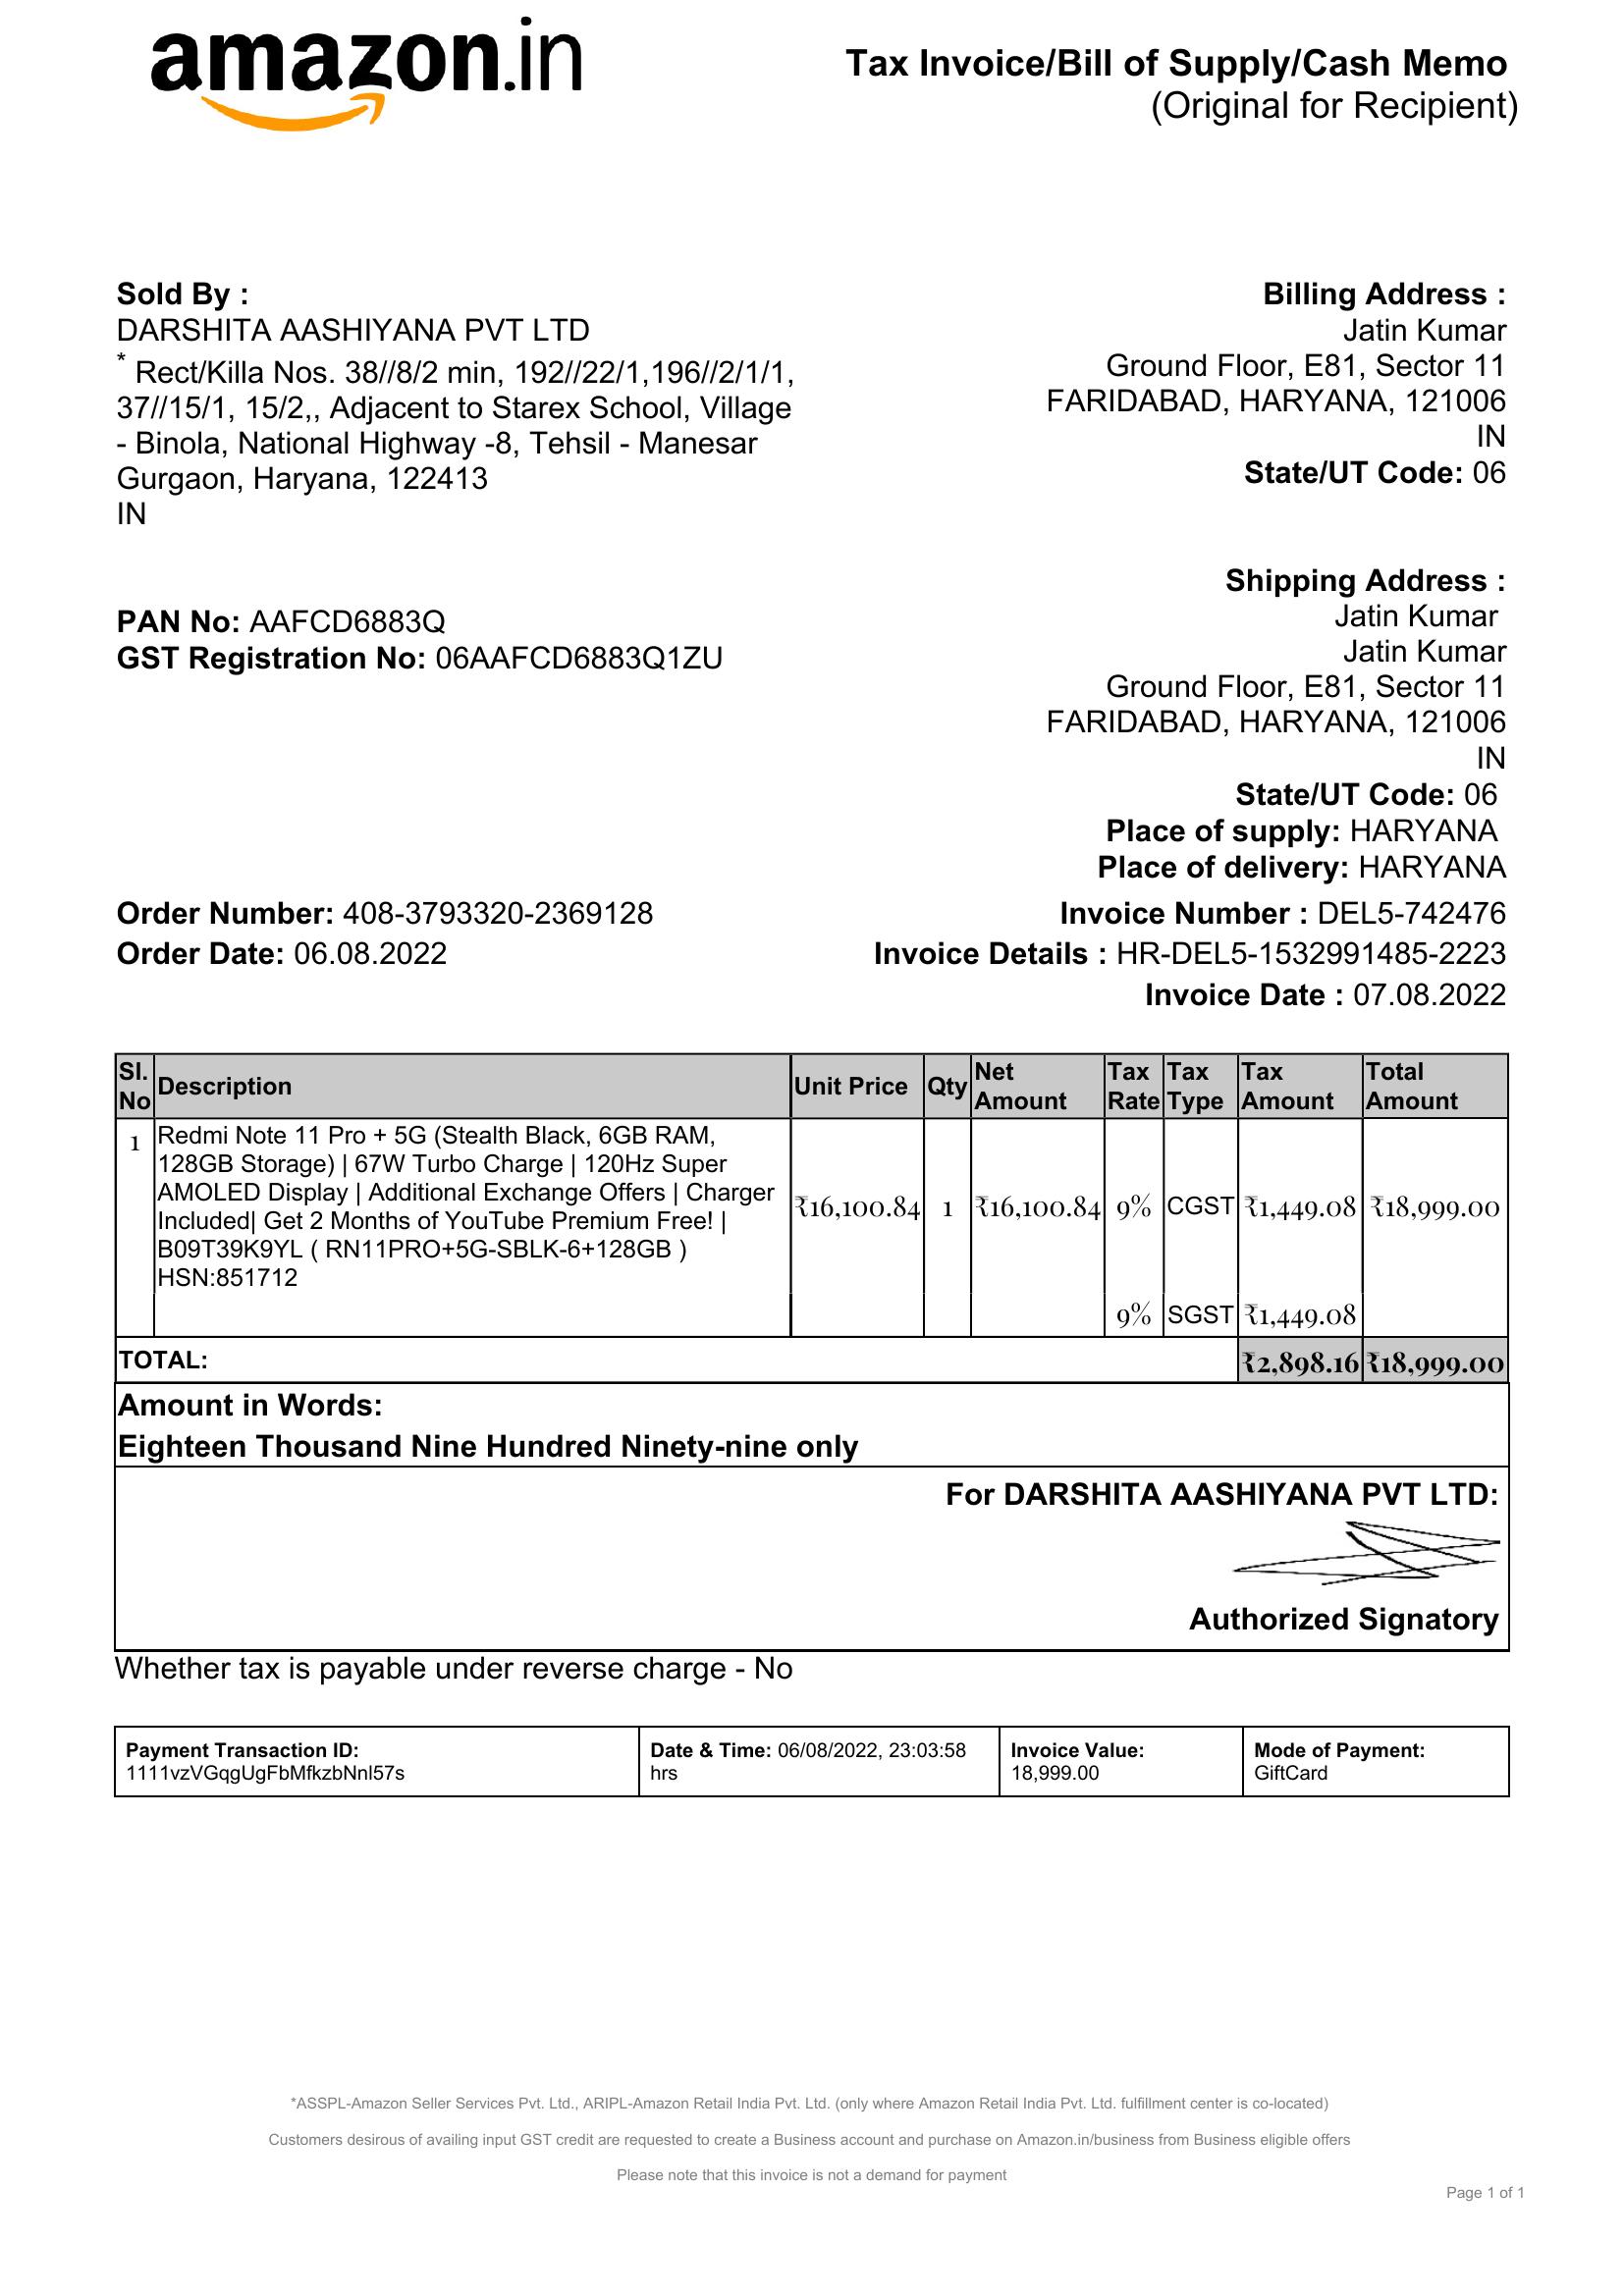 amazon.in
Tax Invoice/Bill of Supply/Cash Memo
(Original for Recipient)
Sold By :
DARSHITA AASHIYANA PVT LTD
* Rect/Killa Nos. 38//8/2 min, 192//22/1,196//2/1/1,
37//15/1, 15/2,, Adjacent to Starex School, Village
- Binola, National Highway -8, Tehsil - Manesar
Gurgaon, Haryana, 122413
IN
PAN No: AAFCD6883Q
GST Registration No: 06AAFCD6883Q1ZU
Billing Address :
Jatin Kumar
Ground Floor, E81, Sector 11
FARIDABAD, HARYANA, 121006
IN
State/UT Code: 06
Shipping Address :
Jatin Kumar
Jatin Kumar
Ground Floor, E81, Sector 11
FARIDABAD, HARYANA, 121006
IN
State/UT Code: 06
Place of supply: HARYANA
Place of delivery: HARYANA
Order Number: 408-3793320-2369128
Order Date: 06.08.2022
Invoice Number : DEL5-742476
Invoice Details : HR-DEL5-1532991485-2223
Invoice Date : 07.08.2022
Sl. No Description Unit Price Qty Net Amount Tax Rate Tax Type Tax Amount Total Amount
1 Redmi Note 11 Pro + 5G (Stealth Black, 6GB RAM,
128GB Storage) | 67W Turbo Charge | 120Hz Super
AMOLED Display | Additional Exchange Offers | Charger
Included| Get 2 Months of YouTube Premium Free! |
B09T39K9YL ( RN11PRO+5G-SBLK-6+128GB )
HSN:851712
₹16,100.84 1 ₹16,100.84 9% CGST ₹1,449.08 ₹18,999.00
9% SGST ₹1,449.08
TOTAL: ₹2,898.16 ₹18,999.00
Amount in Words:
Eighteen Thousand Nine Hundred Ninety-nine only
For DARSHITA AASHIYANA PVT LTD:
Authorized Signatory
Whether tax is payable under reverse charge - No
Payment Transaction ID:
1111vzVGqgUgFbMfkzbNnl57s
Date & Time: 06/08/2022, 23:03:58
hrs
Invoice Value:
18,999.00
Mode of Payment:
GiftCard
*ASSPL-Amazon Seller Services Pvt. Ltd., ARIPL-Amazon Retail India Pvt. Ltd. (only where Amazon Retail India Pvt. Ltd. fulfillment center is co-located)
Customers desirous of availing input GST credit are requested to create a Business account and purchase on Amazon.in/business from Business eligible offers
Please note that this invoice is not a demand for payment
Page 1 of 1